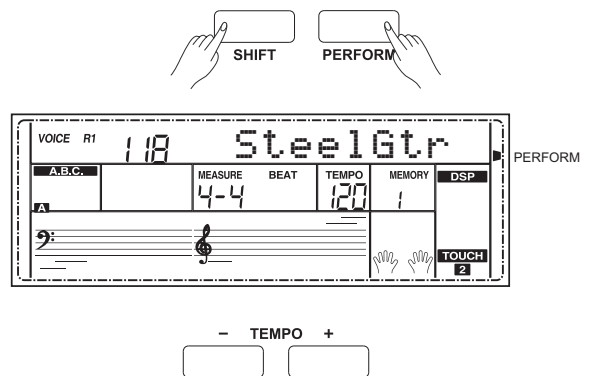 SHIFT PERFORM
VOICE R1 118 SteelGtr
PERFORM
A.B.C. MEASURE BEAT TEMPO MEMORY DSP
4-4 120 1
A
TOUCH
2
- TEMPO +